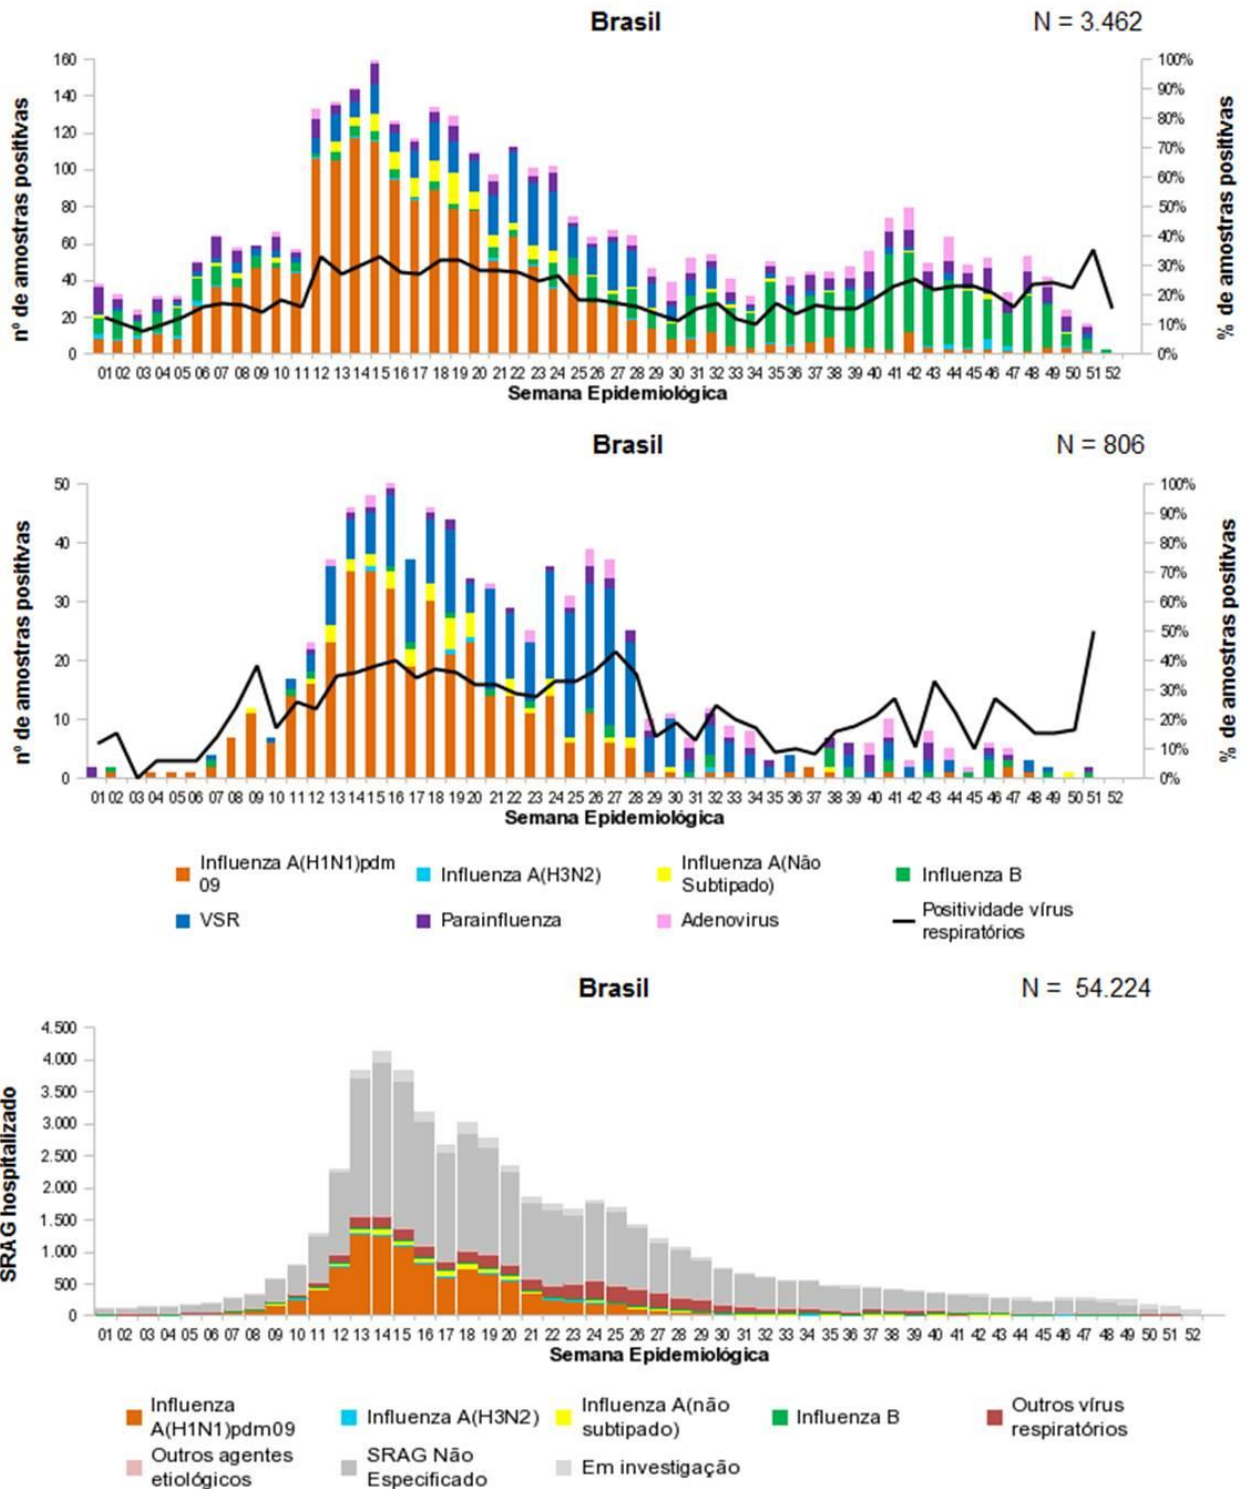 Brasil
N = 3.462
nº de amostras positivas
160
140
120
100
80
60
40
20
0
100%
90%
80%
70%
60%
50%
40%
30%
20%
10%
0%
% de amostras positivas
01 02 03 04 05 06 07 08 09 10 11 12 13 14 15 16 17 18 19 20 21 22 23 24 25 26 27 28 29 30 31 32 33 34 35 36 37 38 39 40 41 42 43 44 45 46 47 48 49 50 51 52
Semana Epidemiológica
Brasil
N = 806
nº de amostras positivas
50
40
30
20
10
0
100%
90%
80%
70%
60%
50%
40%
30%
20%
10%
0%
% de amostras positivas
01 02 03 04 05 06 07 08 09 10 11 12 13 14 15 16 17 18 19 20 21 22 23 24 25 26 27 28 29 30 31 32 33 34 35 36 37 38 39 40 41 42 43 44 45 46 47 48 49 50 51 52
Semana Epidemiológica
Influenza A(H1N1)pdm
09
Influenza A(H3N2)
Influenza A(Não
Subtipado)
Influenza B
VSR
Parainfluenza
Adenovirus
Positividade vírus
respiratórios
Brasil
N = 54.224
SRAG hospitalizado
4.500
4.000
3.500
3.000
2.500
2.000
1.500
1.000
500
0
01 02 03 04 05 06 07 08 09 10 11 12 13 14 15 16 17 18 19 20 21 22 23 24 25 26 27 28 29 30 31 32 33 34 35 36 37 38 39 40 41 42 43 44 45 46 47 48 49 50 51 52
Semana Epidemiológica
Influenza
A(H1N1)pdm09
Influenza A(H3N2)
Influenza A(não
subtipado)
Influenza B
Outros vírus
respiratórios
Outros agentes
etiológicos
SRAG Não
Especificado
Em investigação